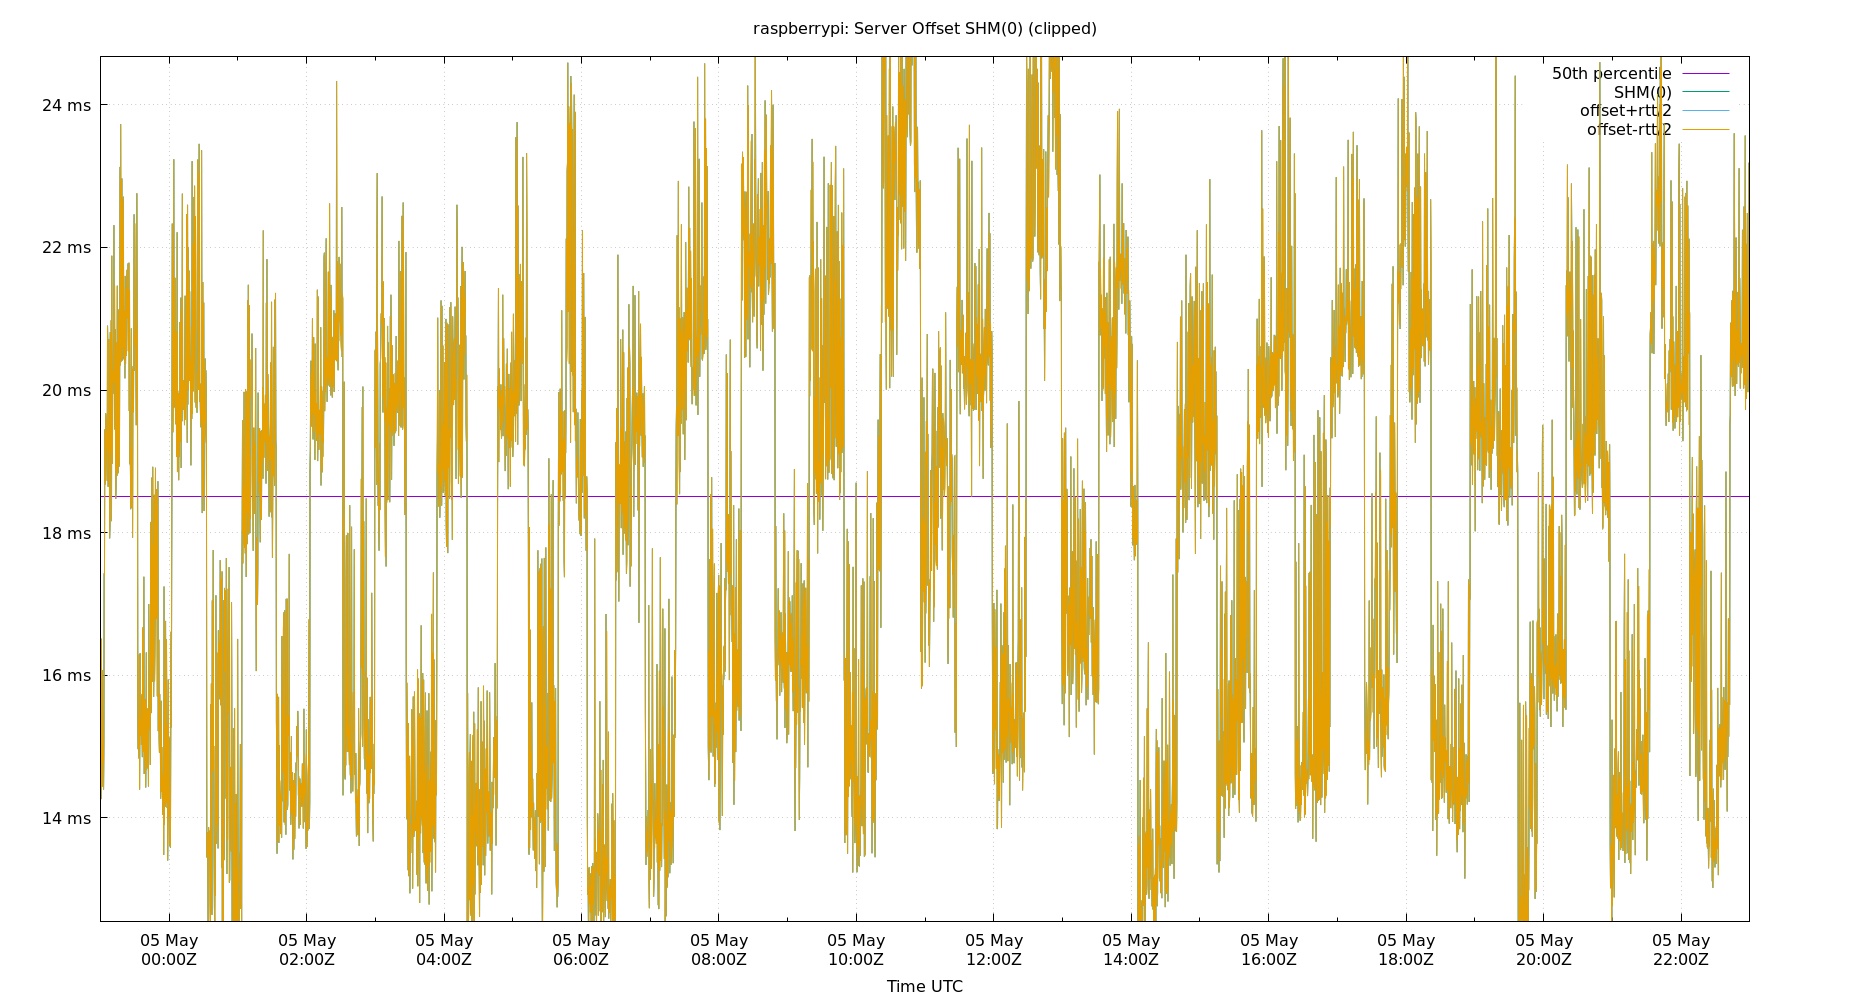 raspberrypi: Server Offset SHM(0) (clipped)
50th percentile
SHM(0)
offset+rtt/2
offset-rtt/2
24 ms
22 ms
20 ms
18 ms
16 ms
14 ms
05 May 05 May 05 May 05 May 05 May 05 May 05 May 05 May 05 May 05 May 05 May 05 May
00:00Z 02:00Z 04:00Z 06:00Z 08:00Z 10:00Z 12:00Z 14:00Z 16:00Z 18:00Z 20:00Z 22:00Z
Time UTC